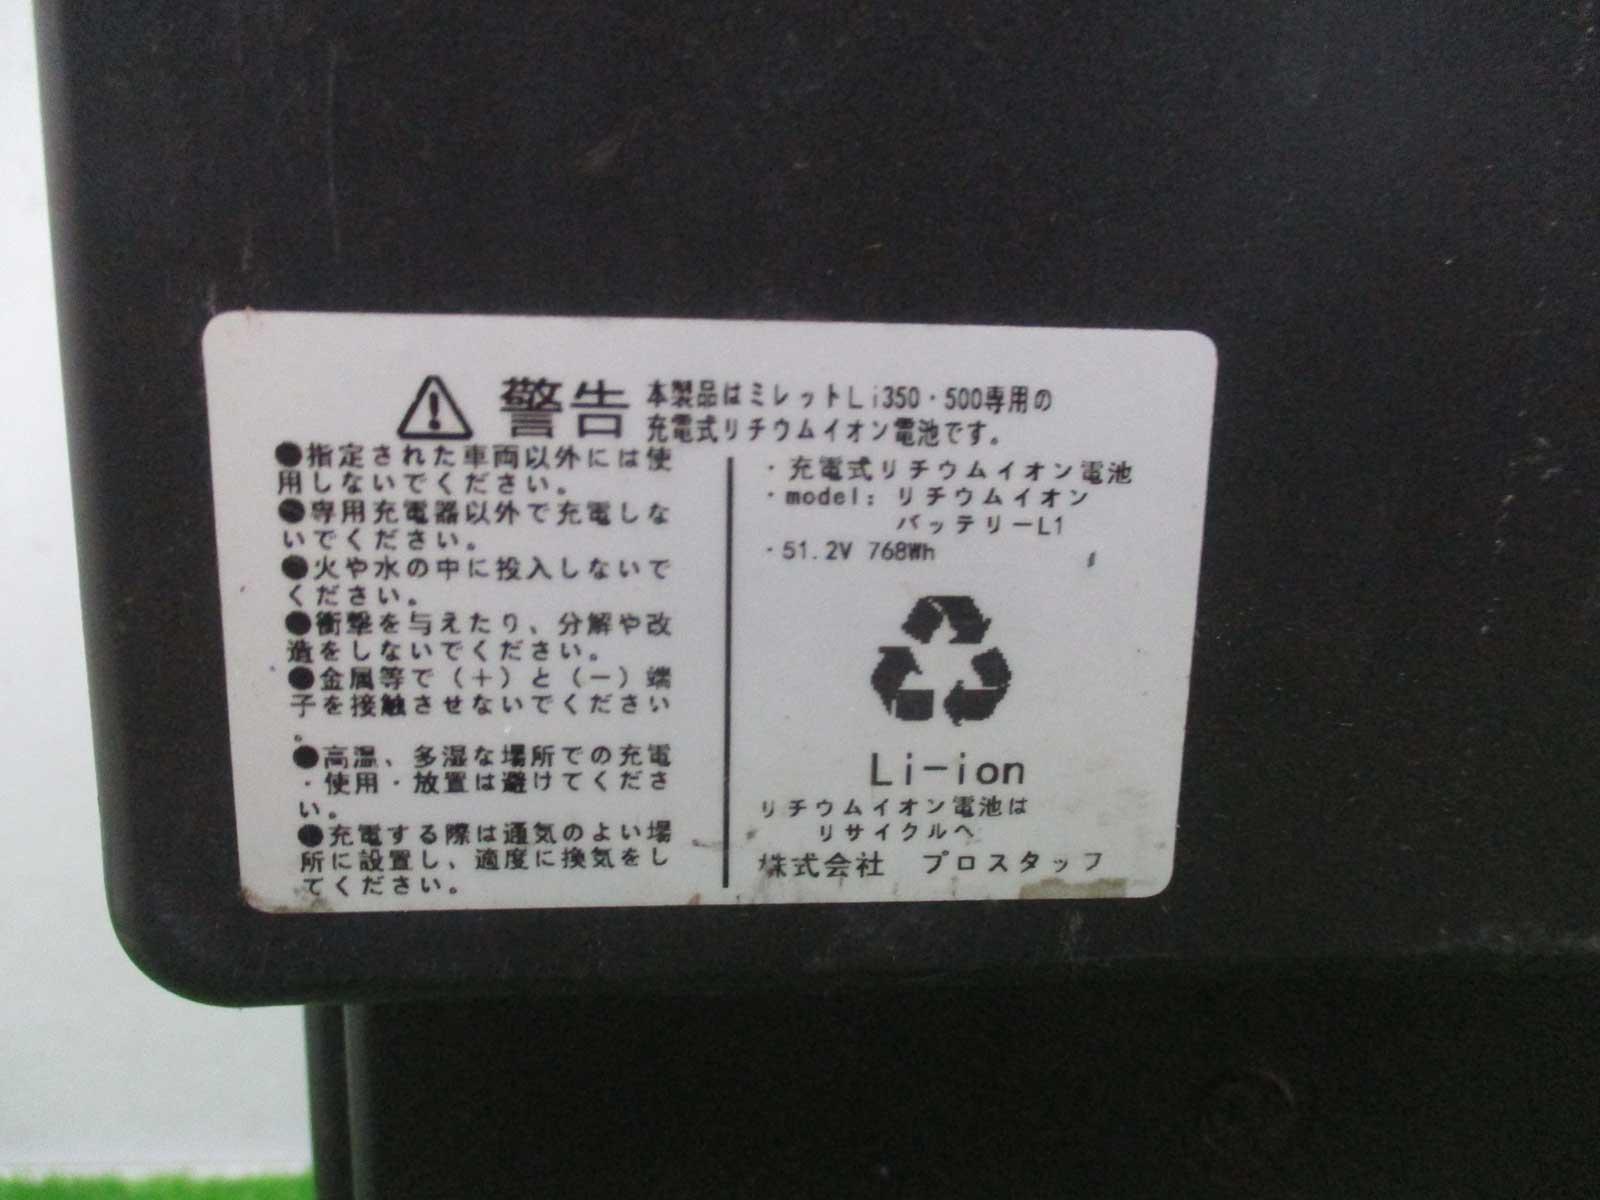 警告 本製品はミレットLi350・500専用の
充電式リチウムイオン電池です。
●指定された車両以外には使
用しないでください。
●専用充電器以外で充電しな
いでください。
●火や水の中に投入しないで
ください。
●衝撃を与えたり、分解や改
造をしないでください。
●金属等で（＋）と（－）端
子を接触させないでください
。
●高温、多湿な場所での充電
・使用・放置は避けてくださ
い。
●充電する際は通気のよい場
所に設置し、適度に換気をし
てください。
・充電式リチウムイオン電池
・model: リチウムイオン
バッテリーL1
・51.2V 768Wh
Li-ion
リチウムイオン電池は
リサイクルへ
株式会社 プロスタッフ